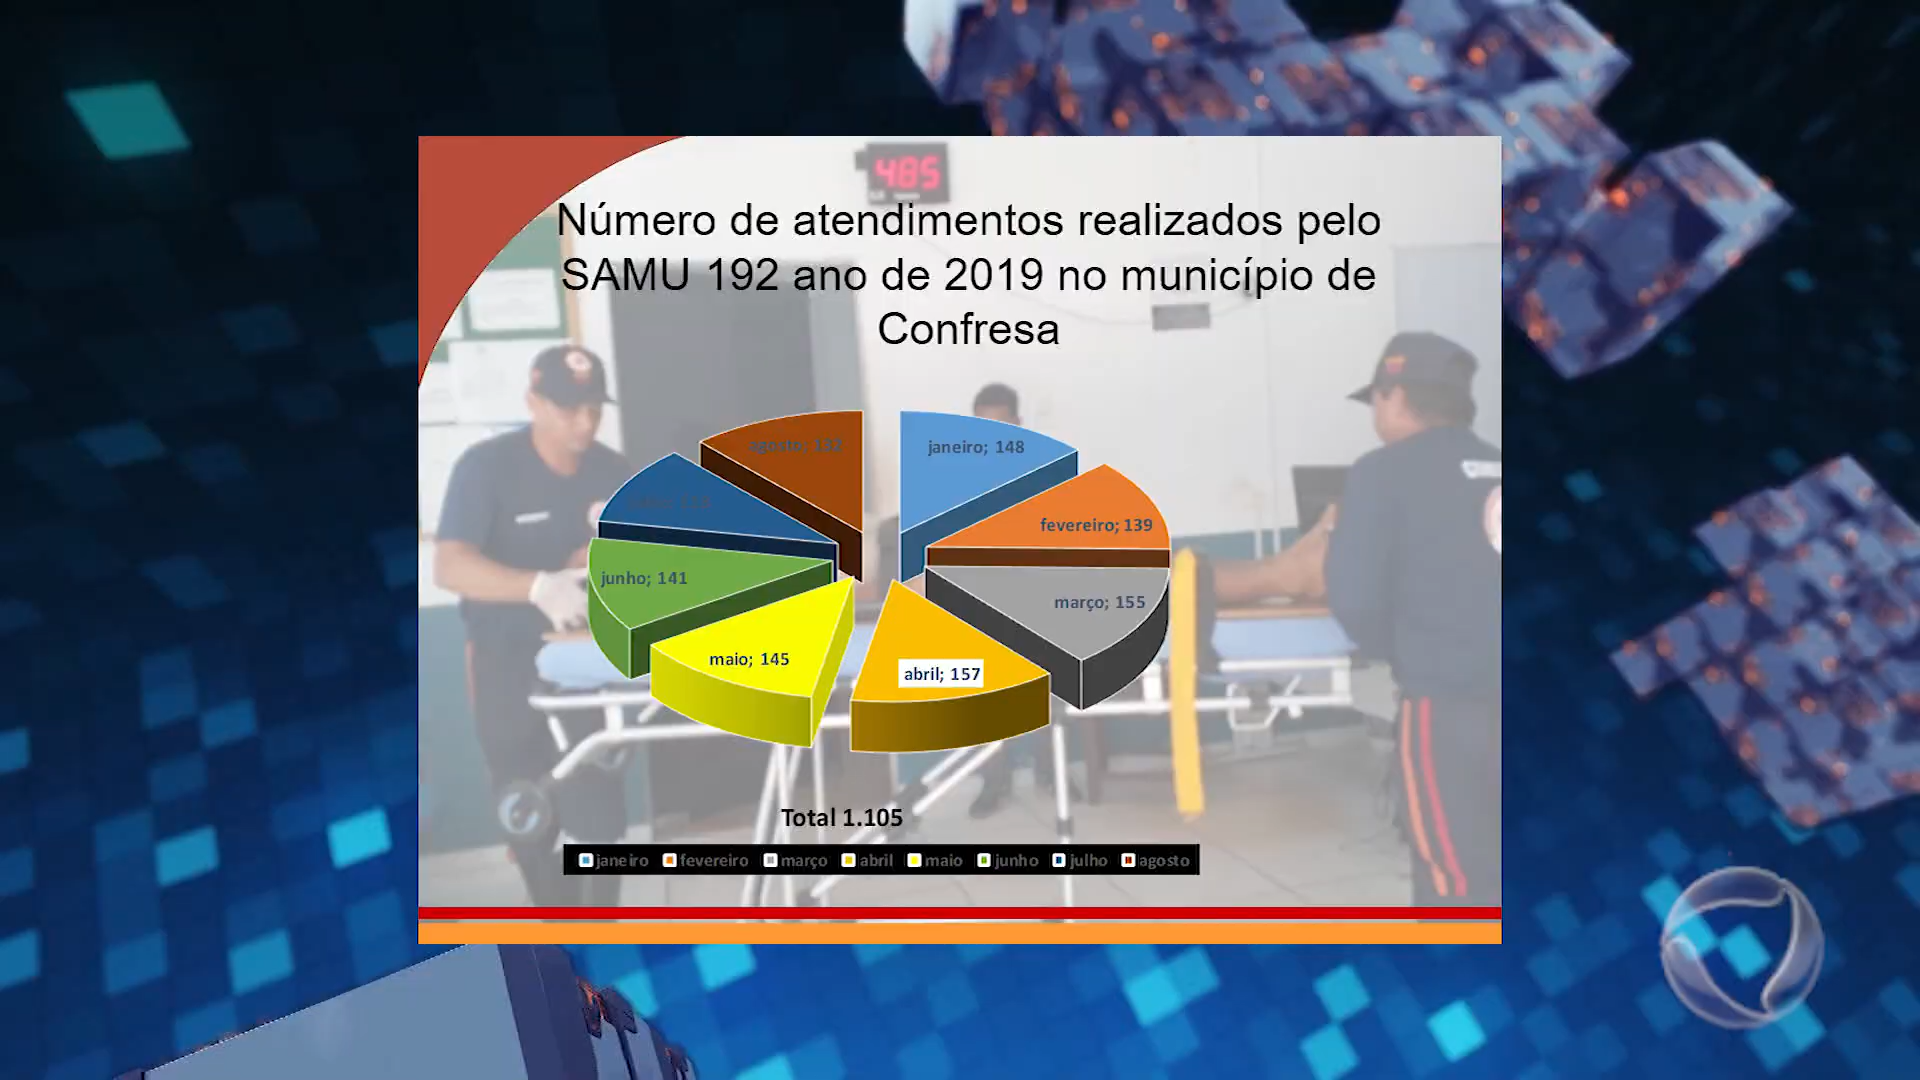 485
Número de atendimentos realizados pelo
SAMU 192 ano de 2019 no município de
Confresa
agosto; 132
janeiro; 148
fevereiro; 139
junho; 141
março; 155
maio; 145
abril; 157
Total 1.105
janeiro fevereiro março abril maio junho julho agosto